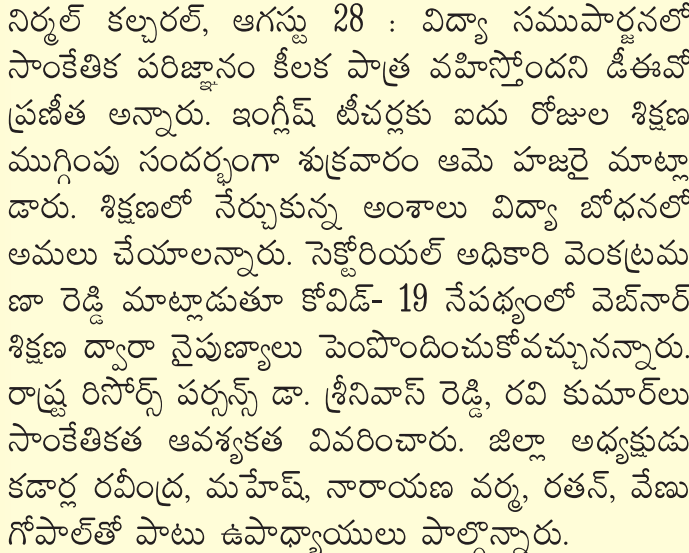 నిర్మల్ కల్చరల్, ఆగస్టు 28 : విద్యా సముపార్జనలో
సాంకేతిక పరిజ్ఞానం కీలక పాత్ర వహిస్తోందని డీఈవో
ప్రణీత అన్నారు. ఇంగ్లీష్ టీచర్లకు ఐదు రోజుల శిక్షణ
ముగ్గింపు సందర్భంగా శుక్రవారం ఆమె హజరై మాట్లా
డారు. శిక్షణలో నేర్చుకున్న అంశాలు విద్యా బోధనలో
అమలు చేయాలన్నారు. సెక్టోరియల్ అధికారి వెంకట్రమ
ణా రెడ్డి మాట్లాడుతూ కోవిడ్- 19 నేపథ్యంలో వెబ్‌నార్
శిక్షణ ద్వారా నైపుణ్యాలు పెంపొందించుకోవచ్చునన్నారు.
రాష్ట్ర రిసోర్స్ పర్సన్స్ డా. శ్రీనివాస్ రెడ్డి, రవి కుమార్‌లు
సాంకేతికత ఆవశ్యకత వివరించారు. జిల్లా అధ్యక్షుడు
కడార్ల రవీంద్ర, మహేష్, నారాయణ వర్మ, రతన్, వేణు
గోపాల్‌తో పాటు ఉపాధ్యాయులు పాల్గొన్నారు.